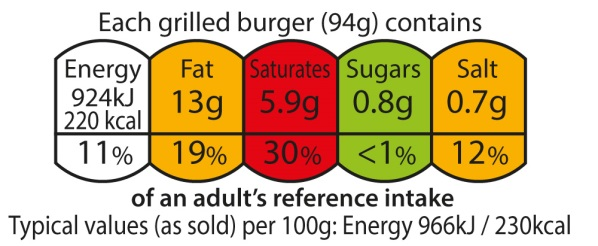 Each grilled burger (94g) contains
Energy Fat Saturates Sugars Salt
924kJ 13g 5.9g 0.8g 0.7g
220 kcal
11% 19% 30% <1% 12%
of an adult's reference intake
Typical values (as sold) per 100g: Energy 966kJ / 230kcal